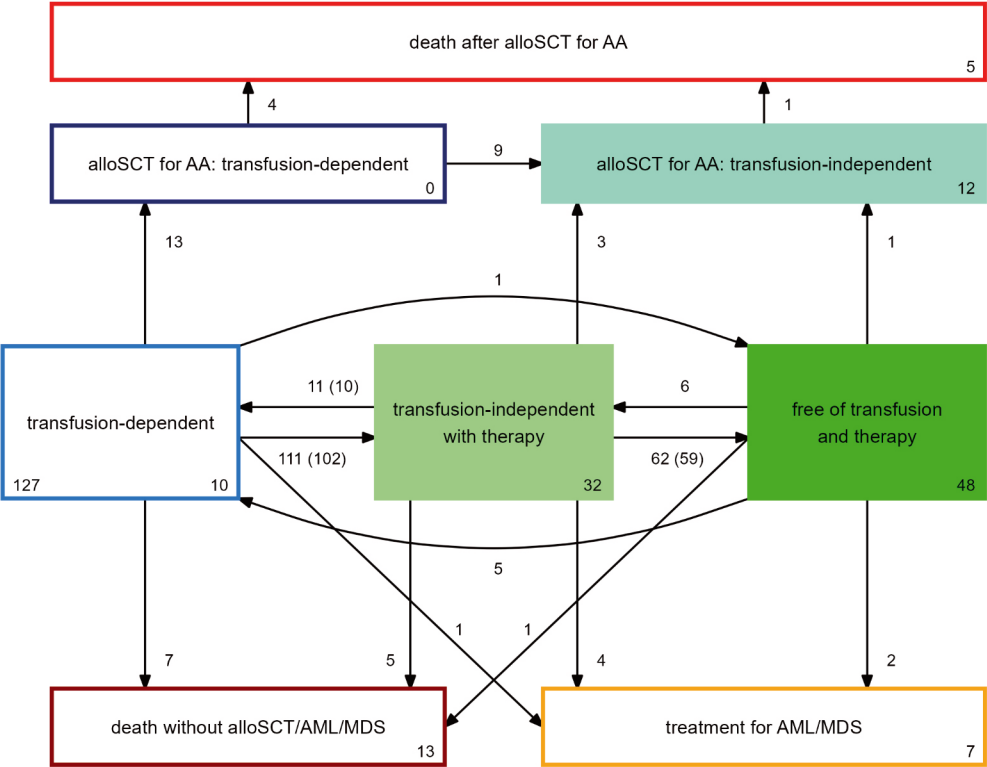 death after alloSCT for AA
5
4
1
alloSCT for AA: transfusion-dependent
0
9
alloSCT for AA: transfusion-independent
12
13
3
1
1
transfusion-dependent
127
10
11 (10)
111 (102)
transfusion-independent
with therapy
32
6
62 (59)
free of transfusion
and therapy
48
5
1
1
7
5
4
2
death without alloSCT/AML/MDS
13
treatment for AML/MDS
7